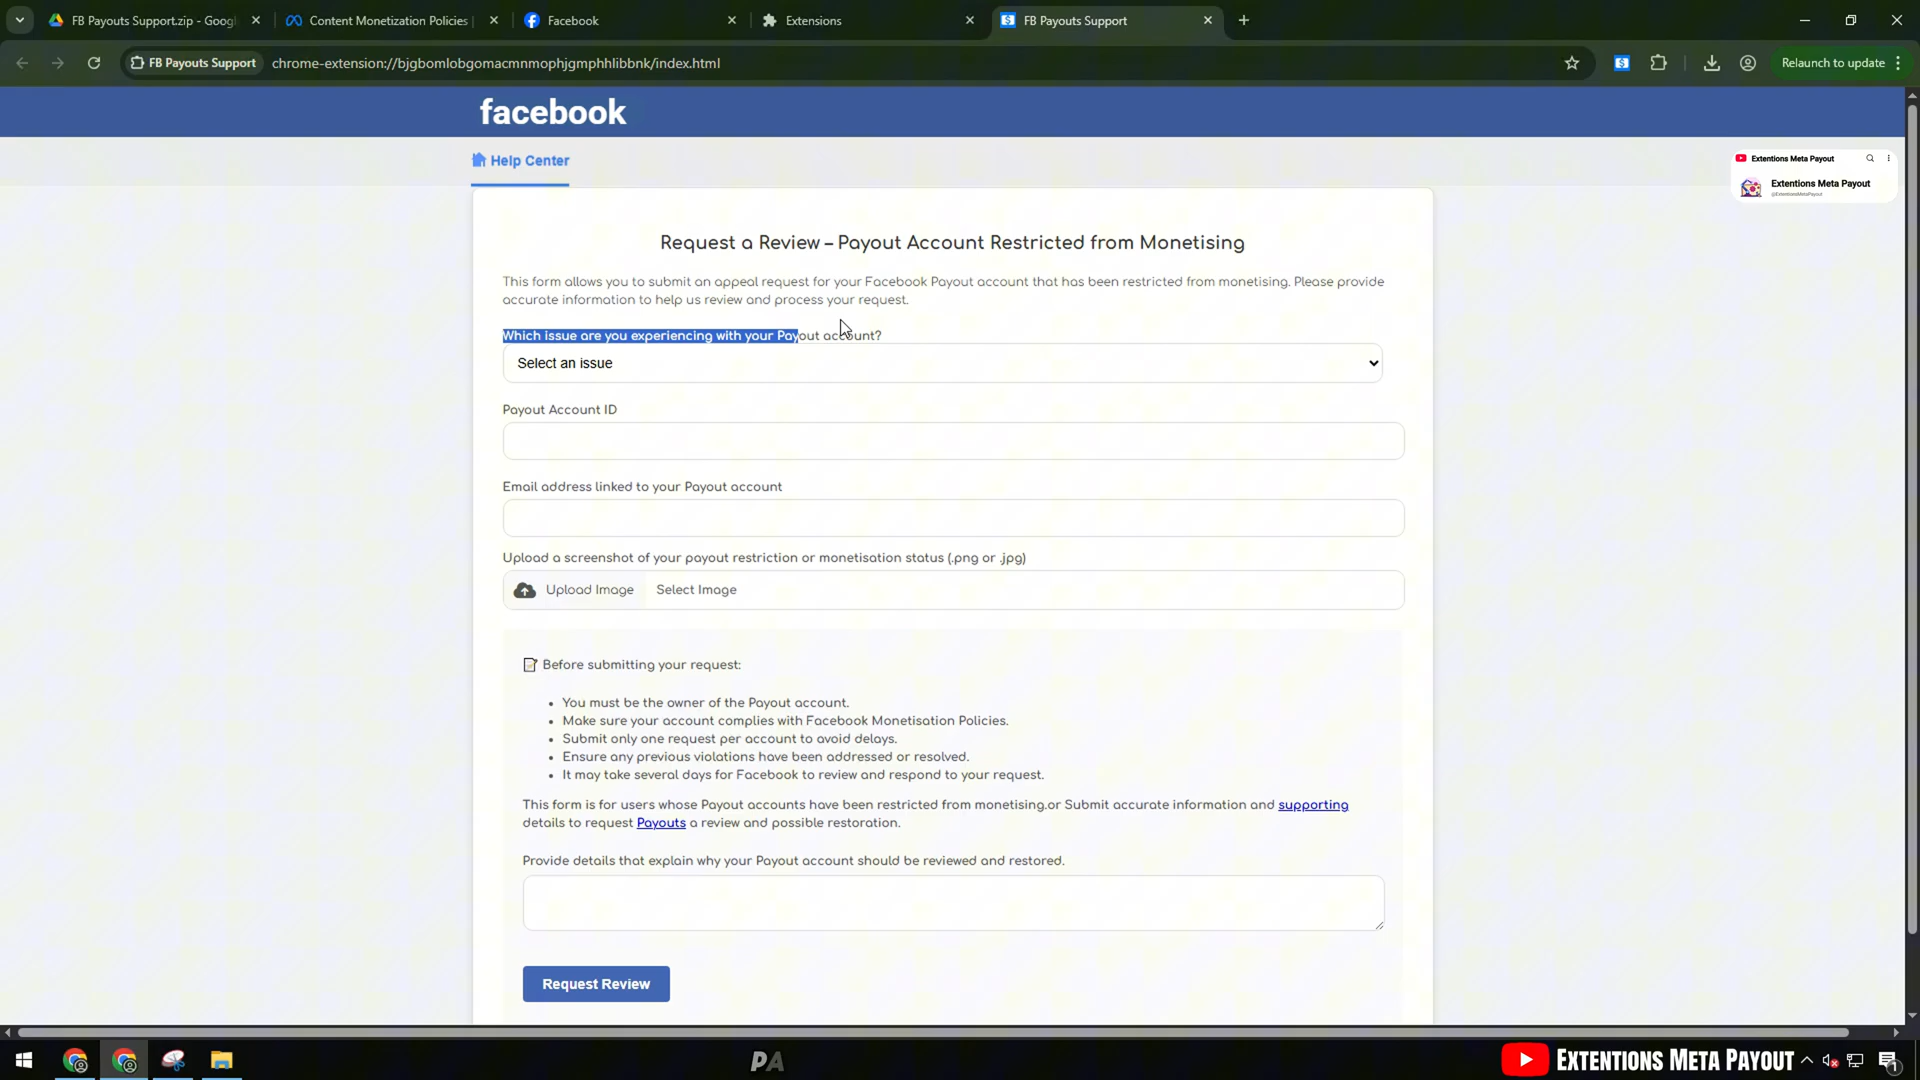 FB Payouts Support.zip - Googl
Content Monetization Policies |
Facebook
Extensions
FB Payouts Support
FB Payouts Support
chrome-extension://bjgbomlobgomacmnmophjgmphhlibbnk/index.html
Relaunch to update
facebook
Help Center
Extentions Meta Payout
Extentions Meta Payout
@ExtentionsMetaPayout
Request a Review – Payout Account Restricted from Monetising
This form allows you to submit an appeal request for your Facebook Payout account that has been restricted from monetising. Please provide
accurate information to help us review and process your request.
Which issue are you experiencing with your Payout account?
Select an issue
Payout Account ID
Email address linked to your Payout account
Upload a screenshot of your payout restriction or monetisation status (.png or .jpg)
Upload Image
Select Image
Before submitting your request:
• You must be the owner of the Payout account.
• Make sure your account complies with Facebook Monetisation Policies.
• Submit only one request per account to avoid delays.
• Ensure any previous violations have been addressed or resolved.
• It may take several days for Facebook to review and respond to your request.
This form is for users whose Payout accounts have been restricted from monetising.or Submit accurate information and supporting
details to request Payouts a review and possible restoration.
Provide details that explain why your Payout account should be reviewed and restored.
Request Review
PA
EXTENTIONS META PAYOUT
1